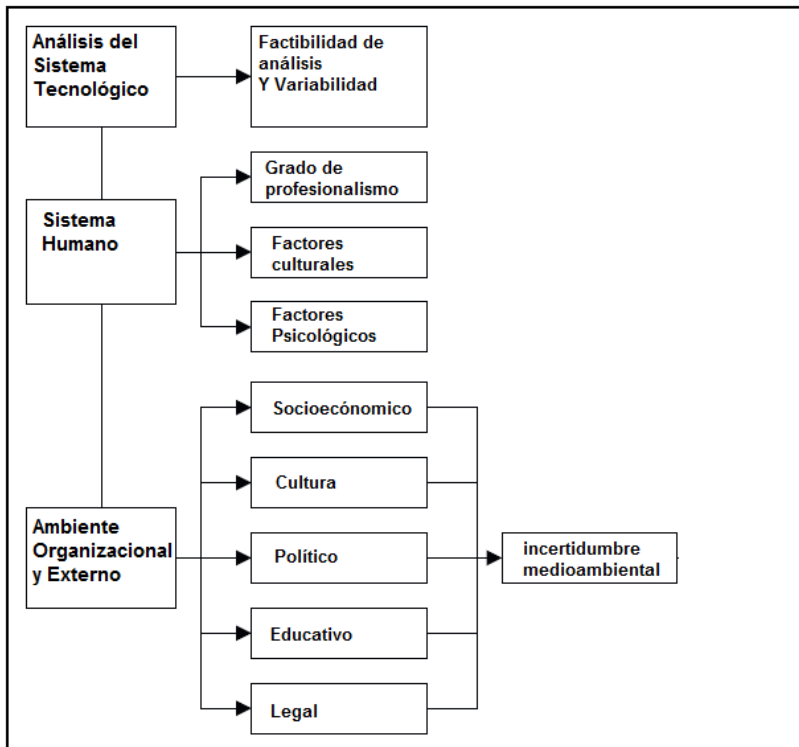 Análisis del
Sistema
Tecnológico
Factibilidad de
análisis
Y Variabilidad
Sistema
Humano
Grado de
profesionalismo
Factores
culturales
Factores
Psicológicos
Ambiente
Organizacional
y Externo
Socioecónomico
Cultura
Político
Educativo
Legal
incertidumbre
medioambiental